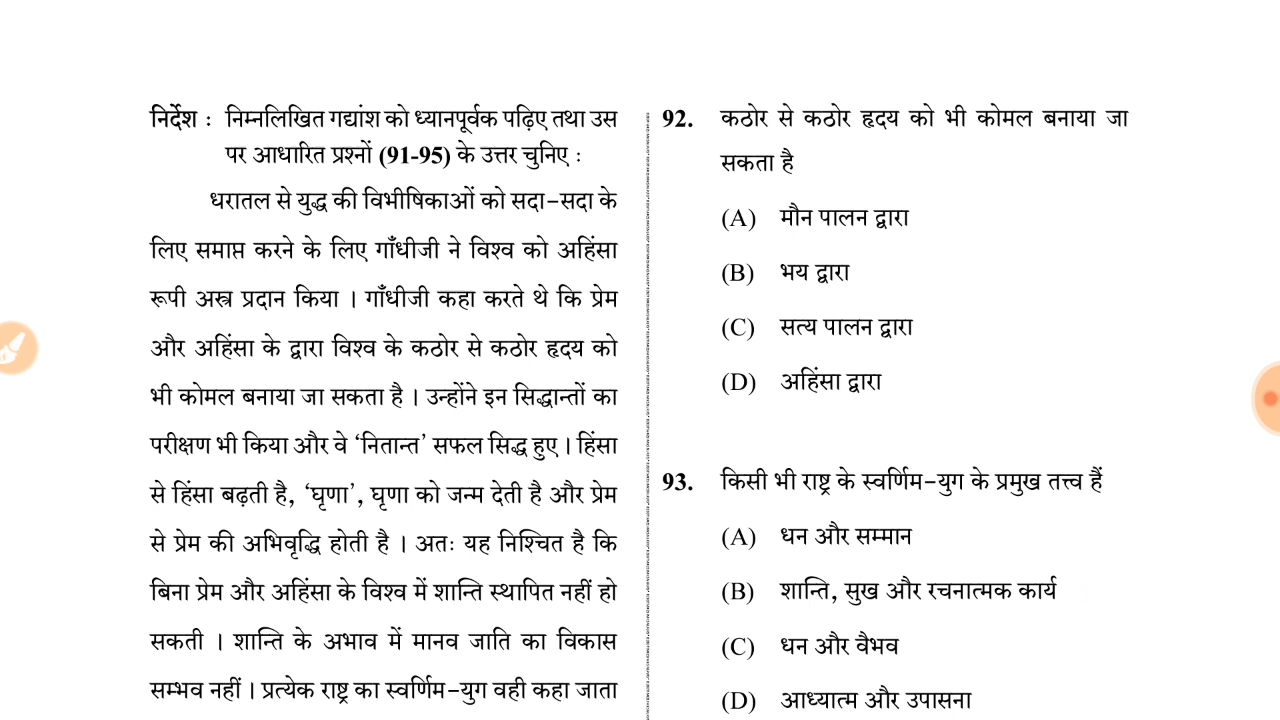 निर्देश : निम्नलिखित गद्यांश को ध्यानपूर्वक पढ़िए तथा उस
पर आधारित प्रश्नों (91-95) के उत्तर चुनिए :
धरातल से युद्ध की विभीषिकाओं को सदा-सदा के
लिए समाप्त करने के लिए गाँधीजी ने विश्व को अहिंसा
रूपी अस्त्र प्रदान किया । गाँधीजी कहा करते थे कि प्रेम
और अहिंसा के द्वारा विश्व के कठोर से कठोर हृदय को
भी कोमल बनाया जा सकता है । उन्होंने इन सिद्धान्तों का
परीक्षण भी किया और वे ‘नितान्त’ सफल सिद्ध हुए । हिंसा
से हिंसा बढ़ती है, ‘घृणा’, घृणा को जन्म देती है और प्रेम
से प्रेम की अभिवृद्धि होती है । अतः यह निश्चित है कि
बिना प्रेम और अहिंसा के विश्व में शान्ति स्थापित नहीं हो
सकती । शान्ति के अभाव में मानव जाति का विकास
सम्भव नहीं । प्रत्येक राष्ट्र का स्वर्णिम-युग वही कहा जाता
92. कठोर से कठोर हृदय को भी कोमल बनाया जा
सकता है
(A) मौन पालन द्वारा
(B) भय द्वारा
(C) सत्य पालन द्वारा
(D) अहिंसा द्वारा
93. किसी भी राष्ट्र के स्वर्णिम-युग के प्रमुख तत्त्व हैं
(A) धन और सम्मान
(B) शान्ति, सुख और रचनात्मक कार्य
(C) धन और वैभव
(D) आध्यात्म और उपासना